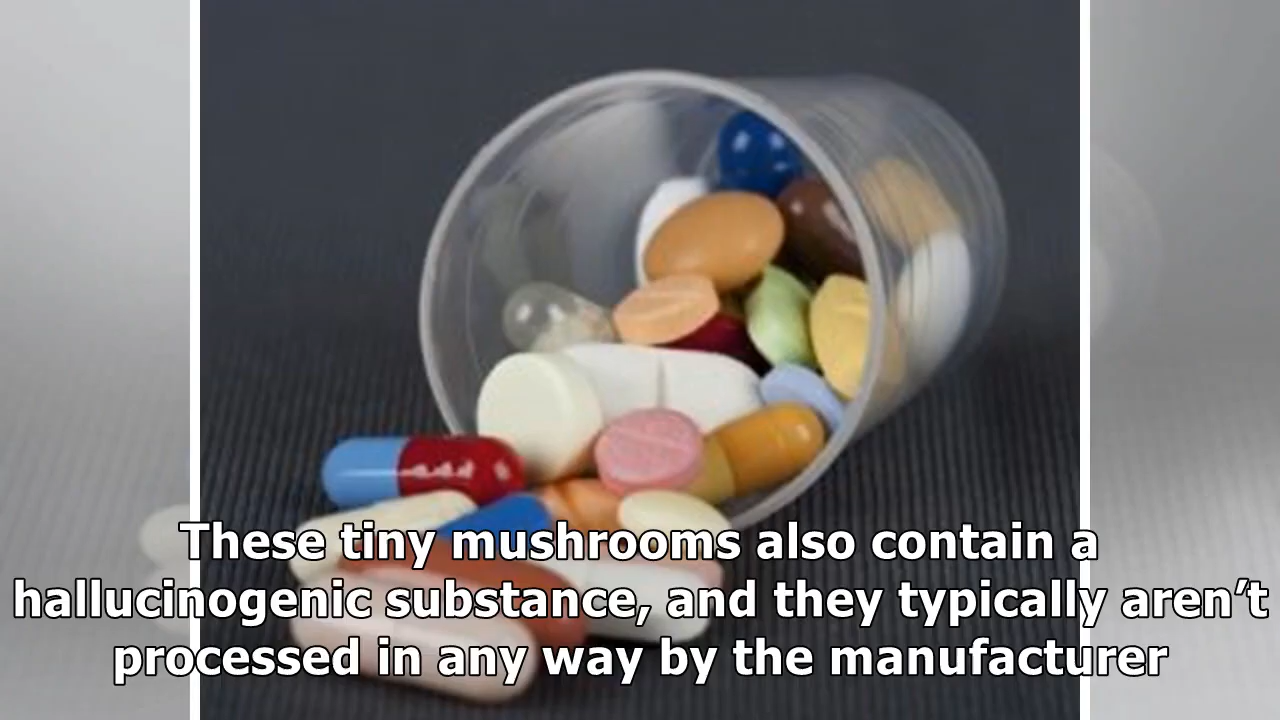 These tiny mushrooms also contain a
hallucinogenic substance, and they typically aren’t
processed in any way by the manufacturer